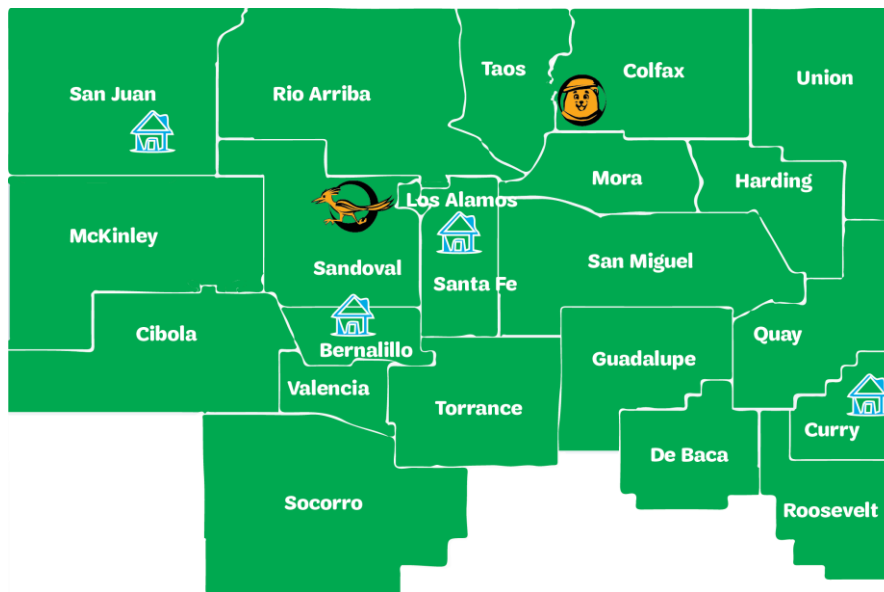 Taos
Colfax
Union
San Juan
Rio Arriba
Mora
Harding
Los Alamos
McKinley
Sandoval
San Miguel
Santa Fe
Cibola
Bernalillo
Quay
Guadalupe
Valencia
Torrance
Curry
De Baca
Socorro
Roosevelt